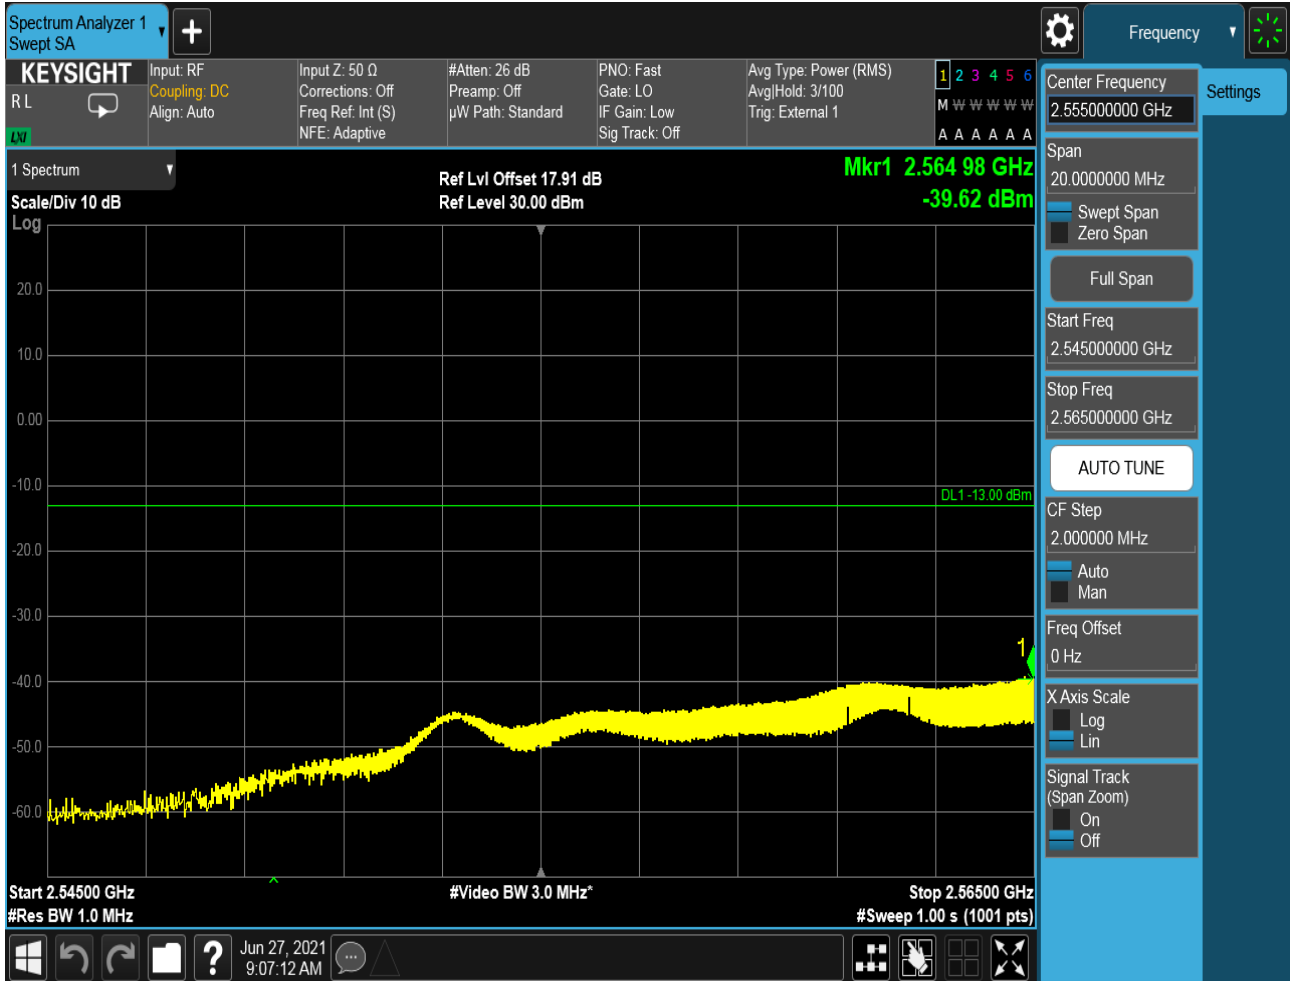 Spectrum Analyzer 1
Swept SA
Frequency
KEYSIGHT
R L
LXI
Input: RF
Coupling: DC
Align: Auto
Input Z: 50 Ω
Corrections: Off
Freq Ref: Int (S)
NFE: Adaptive
#Atten: 26 dB
Preamp: Off
µW Path: Standard
PNO: Fast
Gate: LO
IF Gain: Low
Sig Track: Off
Avg Type: Power (RMS)
Avg|Hold: 3/100
Trig: External 1
1 2 3 4 5 6
M W W W W W
A A A A A A
1 Spectrum
Scale/Div 10 dB
Log
Ref Lvl Offset 17.91 dB
Ref Level 30.00 dBm
Mkr1 2.564 98 GHz
-39.62 dBm
20.0
10.0
0.00
-10.0
-20.0
-30.0
-40.0
-50.0
-60.0
DL1 -13.00 dBm
1
Start 2.54500 GHz
#Res BW 1.0 MHz
#Video BW 3.0 MHz*
Stop 2.56500 GHz
#Sweep 1.00 s (1001 pts)
Center Frequency
2.555000000 GHz
Settings
Span
20.0000000 MHz
Swept Span
Zero Span
Full Span
Start Freq
2.545000000 GHz
Stop Freq
2.565000000 GHz
AUTO TUNE
CF Step
2.000000 MHz
Auto
Man
Freq Offset
0 Hz
X Axis Scale
Log
Lin
Signal Track
(Span Zoom)
On
Off
?
Jun 27, 2021
9:07:12 AM